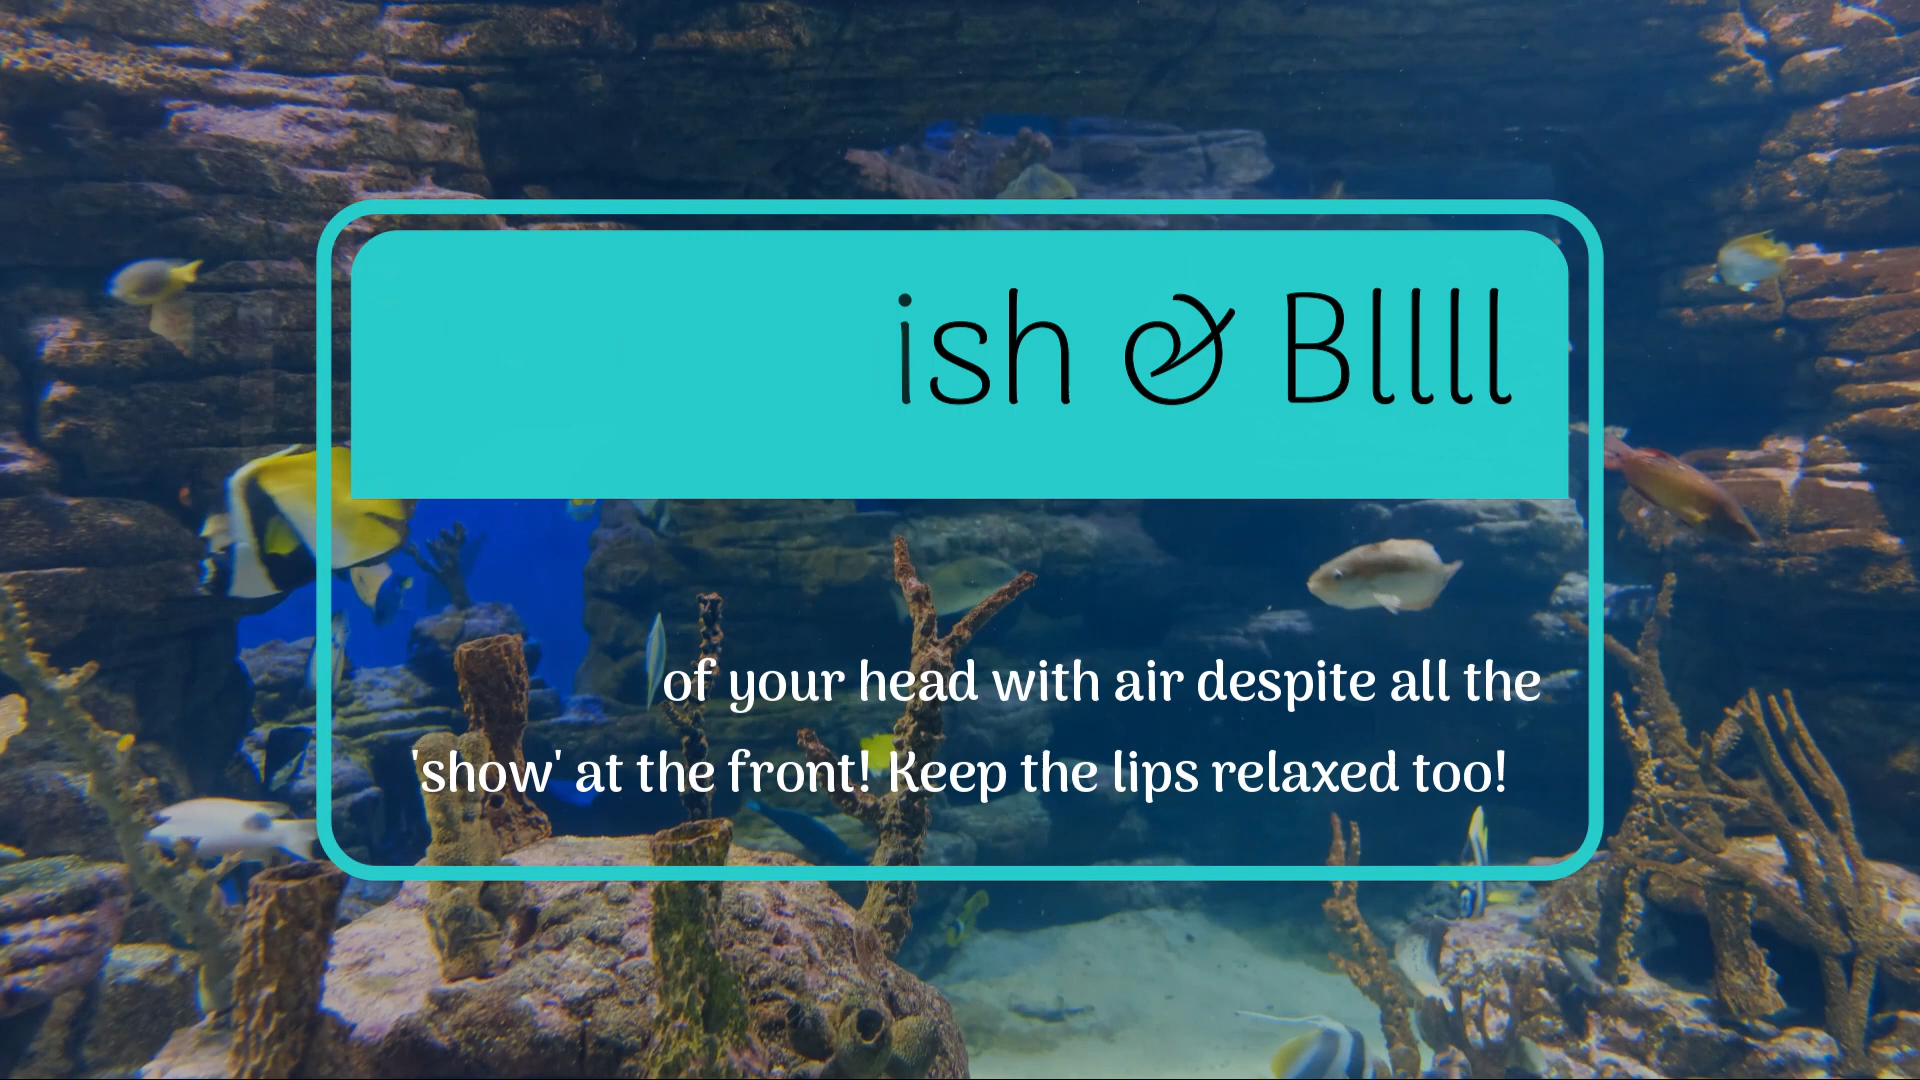 ish & Bllll
of your head with air despite all the
'show' at the front! Keep the lips relaxed too!